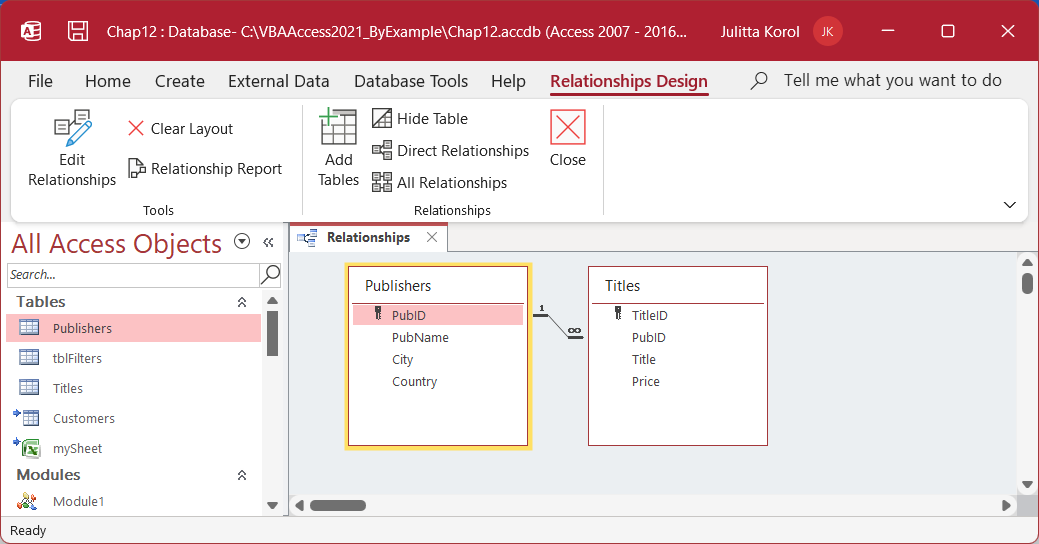 Chap12 : Database- C:\VBAAccess2021_ByExample\Chap12.accdb (Access 2007 - 2016... Julitta Korol JK
File Home Create External Data Database Tools Help Relationships Design Tell me what you want to do
Edit Relationships
Clear Layout
Relationship Report
Tools
Add Tables
Hide Table
Direct Relationships
All Relationships
Close
Relationships
All Access Objects
Search...
Tables
Publishers
tblFilters
Titles
Customers
mySheet
Modules
Module1
Relationships
Publishers
PubID
PubName
City
Country
1
∞
Titles
TitleID
PubID
Title
Price
Ready